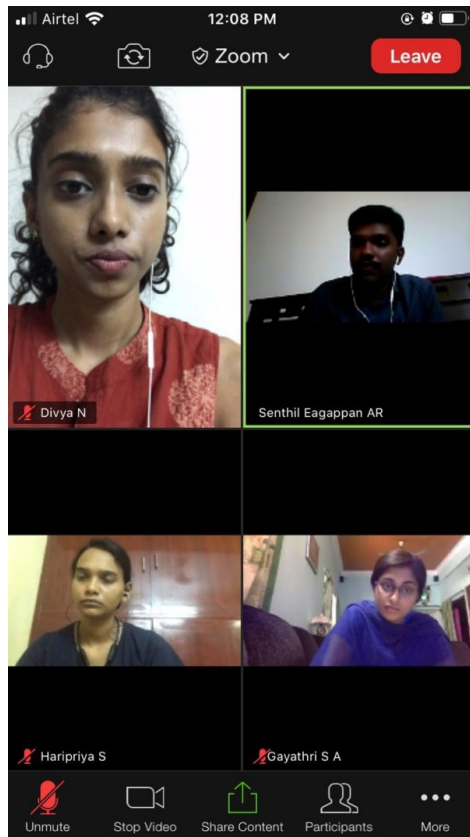 Airtel 12:08 PM
Zoom Leave
Divya N Senthil Eagappan AR
Haripriya S Gayathri S A
Unmute Stop Video Share Content Participants More